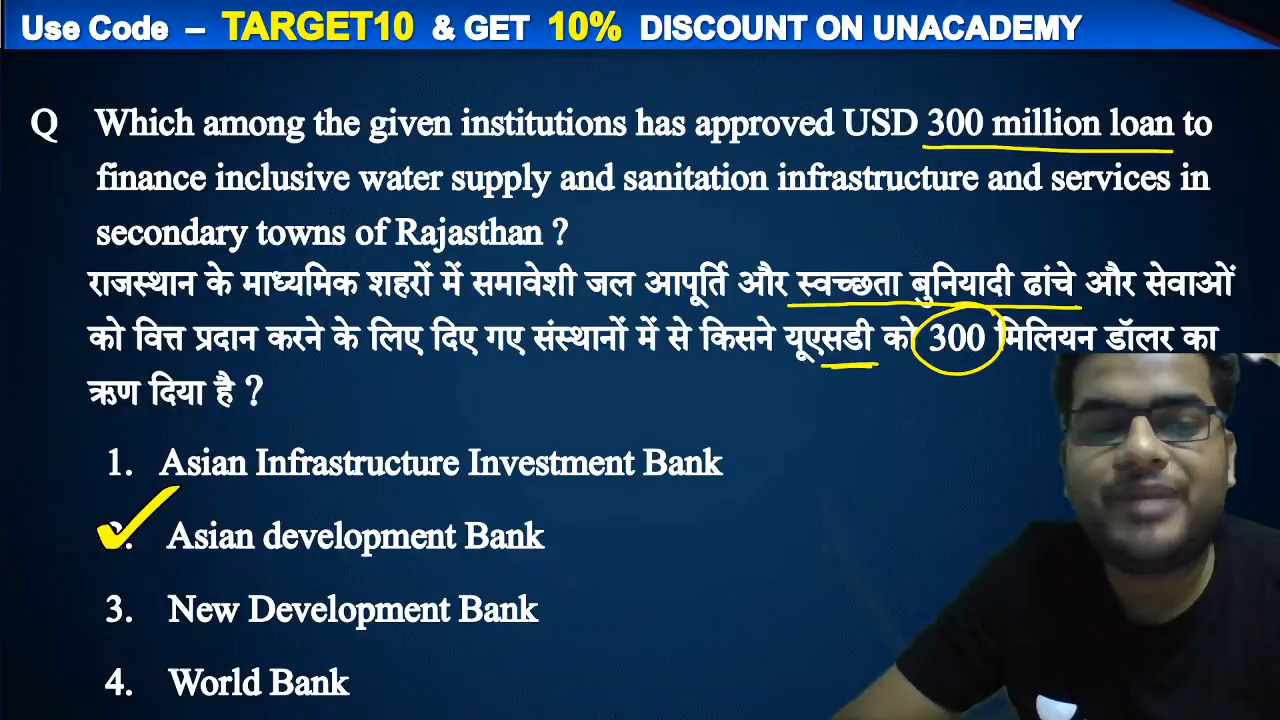 Use Code – TARGET10 & GET 10% DISCOUNT ON UNACADEMY
Q Which among the given institutions has approved USD 300 million loan to
finance inclusive water supply and sanitation infrastructure and services in
secondary towns of Rajasthan ?
राजस्थान के माध्यमिक शहरों में समावेशी जल आपूर्ति और स्वच्छता बुनियादी ढांचे और सेवाओं
को वित्त प्रदान करने के लिए दिए गए संस्थानों में से किसने यूएसडी को 300 मिलियन डॉलर का
ऋण दिया है ?
1. Asian Infrastructure Investment Bank
2. Asian development Bank
3. New Development Bank
4. World Bank